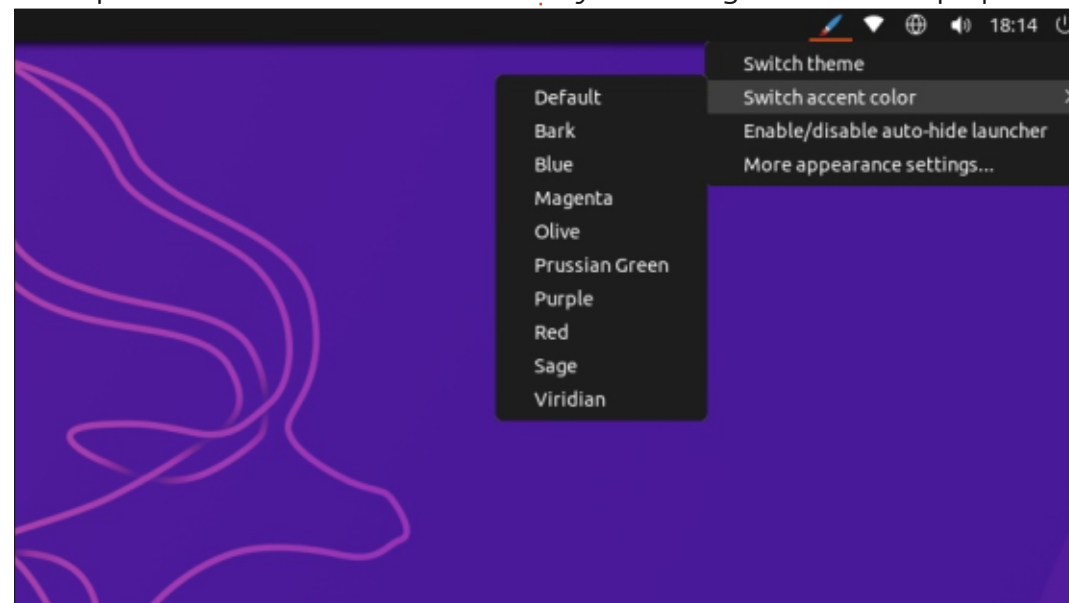 18:14
Switch theme
Switch accent color
Enable/disable auto-hide launcher
More appearance settings...
Default
Bark
Blue
Magenta
Olive
Prussian Green
Purple
Red
Sage
Viridian